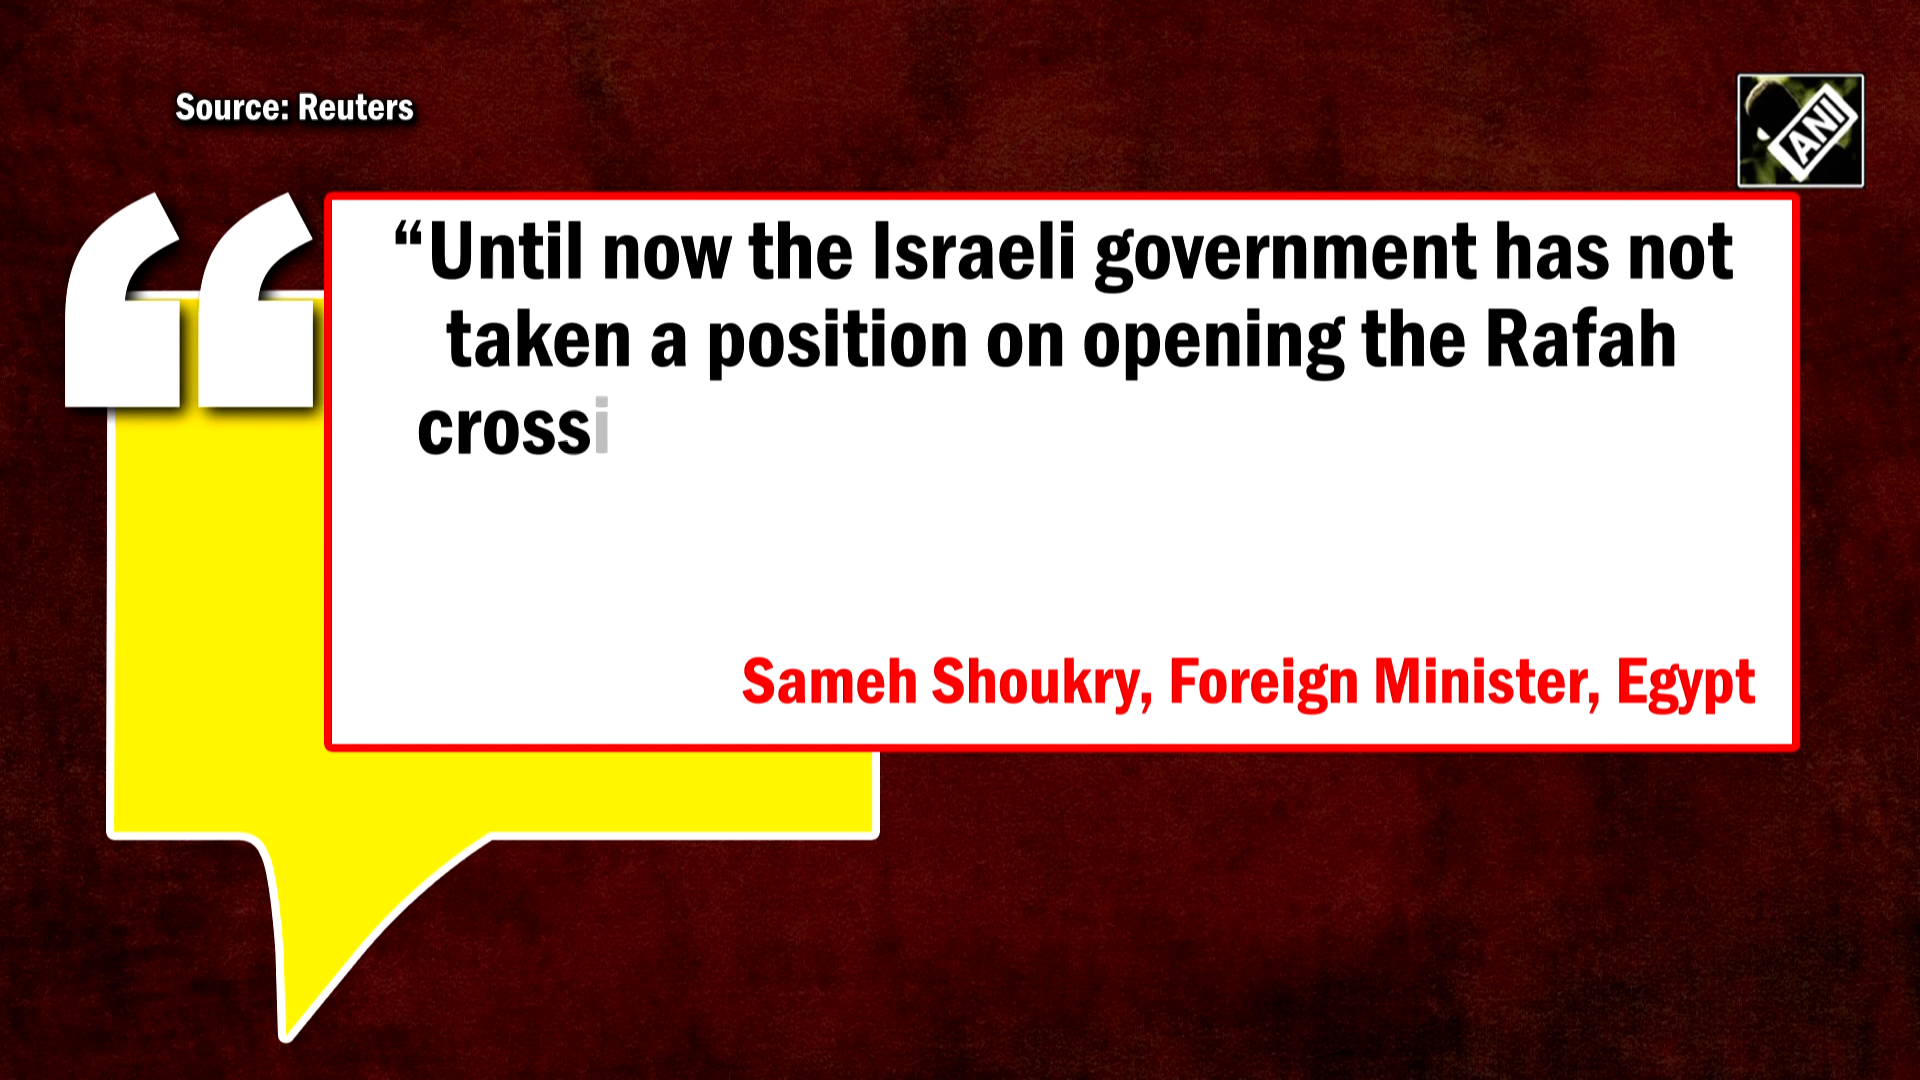 Source: Reuters
ANI
“Until now the Israeli government has not
taken a position on opening the Rafah
crossi
Sameh Shoukry, Foreign Minister, Egypt